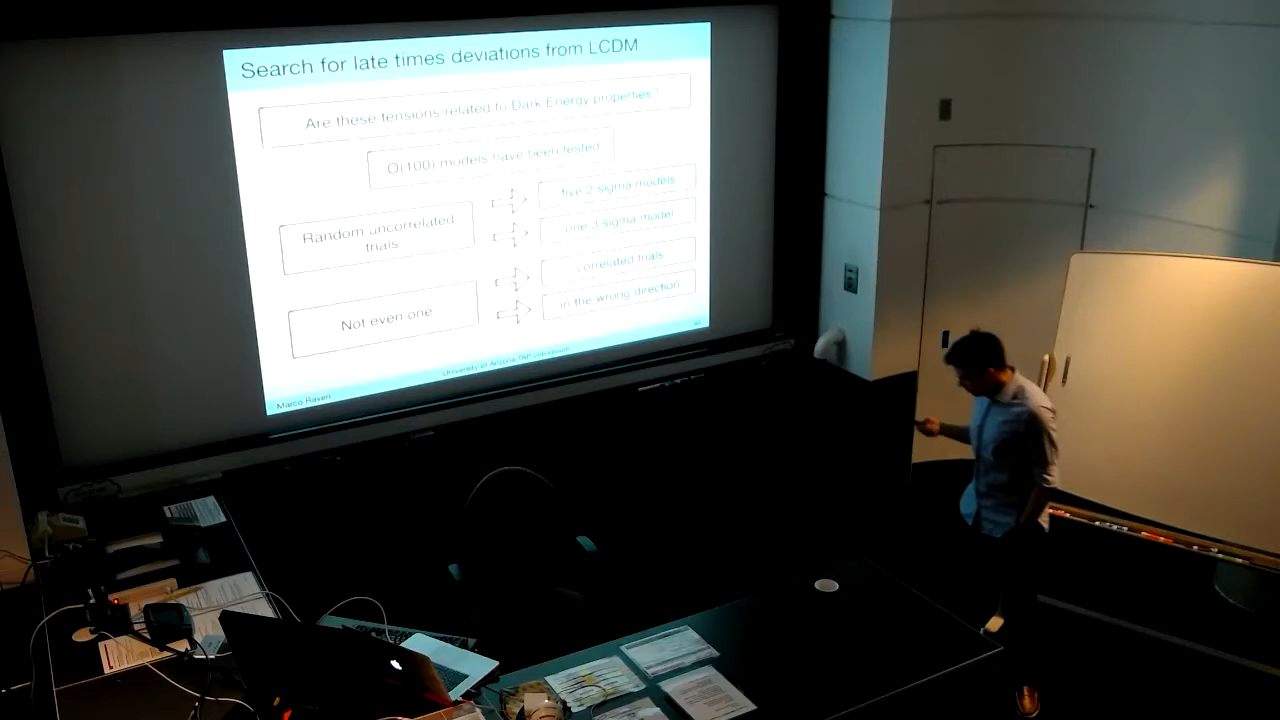 Search for late times deviations from LCDM
Are these tensions related to Dark Energy properties?
O(100) models have been tested
Random uncorrelated
trials
five 2 sigma models
one 3 sigma model
Not even one
correlated trials
in the wrong direction
Marco Raveri
University of Arizona TAP colloquium